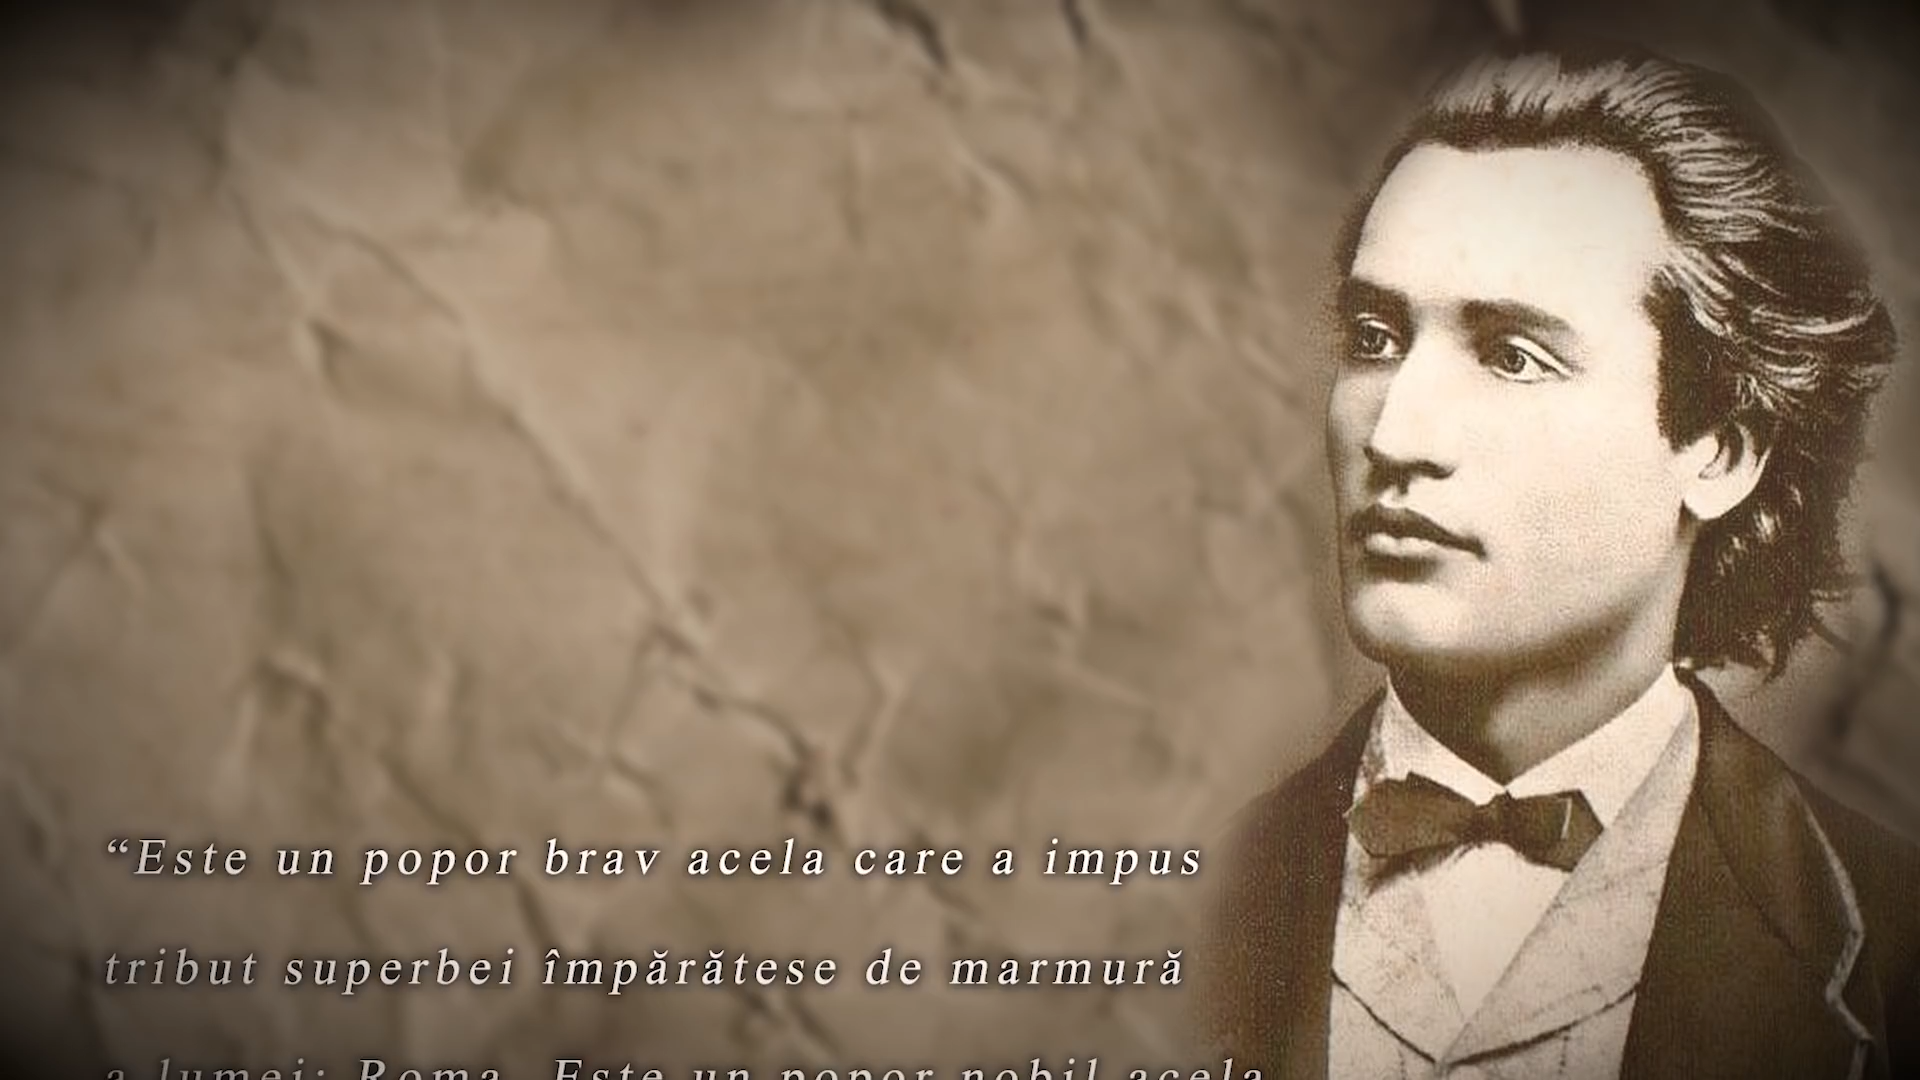 “Este un popor brav acela care a impus
tribut superbei împărătese de marmură
a lumei: Roma. Este un popor nobil acela